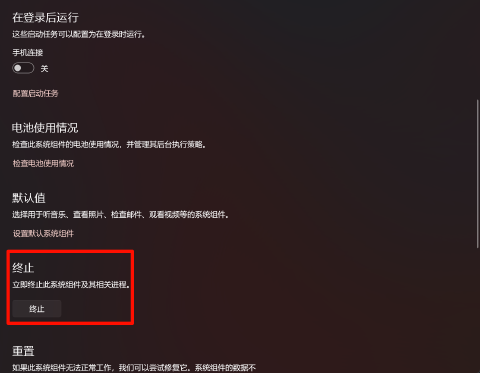 在登录后运行
这些启动任务可以配置为在登录时运行。
手机连接
关
配置启动任务
电池使用情况
检查此系统组件的电池使用情况，并管理其后台执行策略。
检查电池使用情况
默认值
选择用于听音乐、查看照片、检查邮件、观看视频等的系统组件。
设置默认系统组件
终止
立即终止此系统组件及其相关进程。
终止
重置
如果此系统组件无法正常工作，我们可以尝试修复它。系统组件的数据不